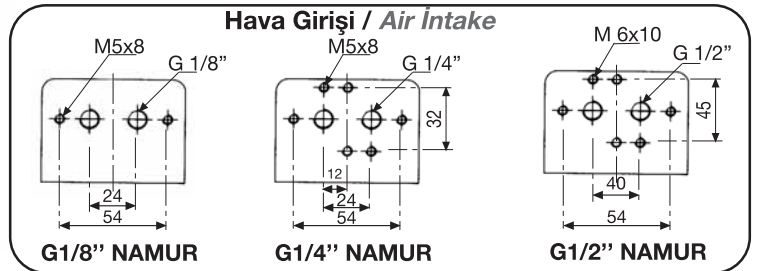 Hava Girişi / Air İntake
M5x8
G 1/8”
24
54
G1/8’’ NAMUR
M5x8
G 1/4”
32
12
24
54
G1/4’’ NAMUR
M 6x10
G 1/2”
45
40
54
G1/2’’ NAMUR